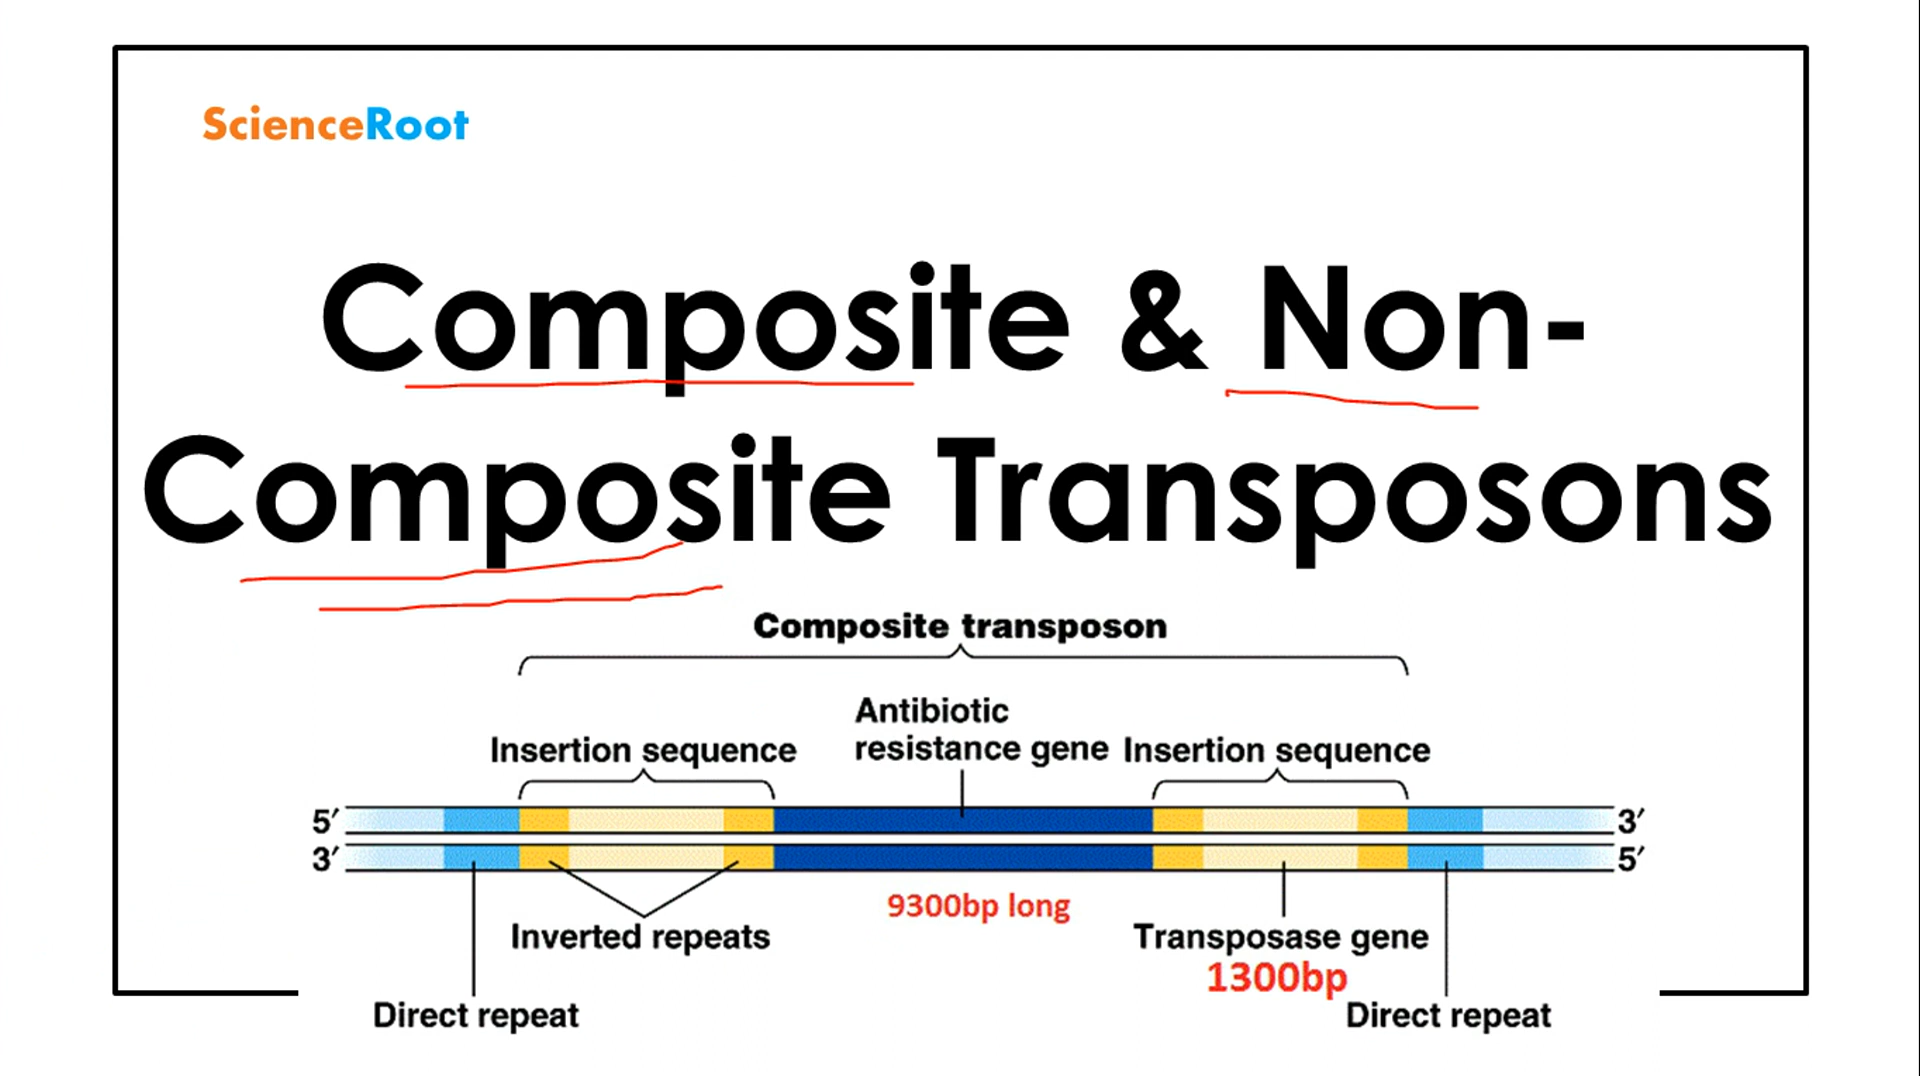 ScienceRoot
Composite & Non-
Composite Transposons
Composite transposon
Antibiotic
resistance gene
Insertion sequence
Insertion sequence
5′
3′
3′
5′
9300bp long
Inverted repeats
Transposase gene
1300bp
Direct repeat
Direct repeat